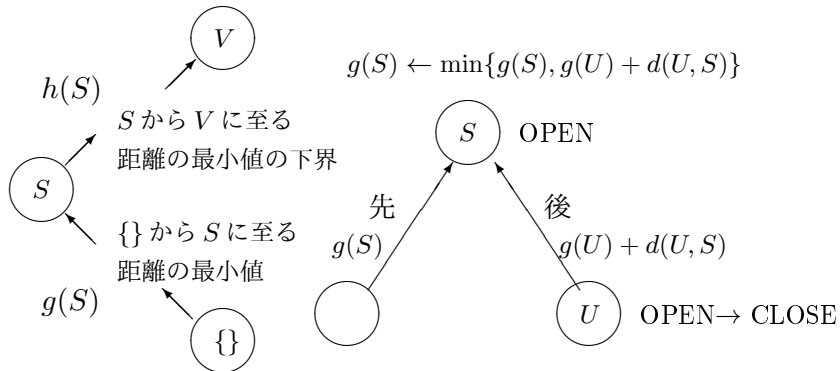 V
h(S)
S から V に至る
距離の最小値の下界
S
{} から S に至る
距離の最小値
g(S)
{}
g(S) ← min{g(S), g(U) + d(U, S)}
S OPEN
先 後
g(S) g(U) + d(U, S)
U OPEN→ CLOSE